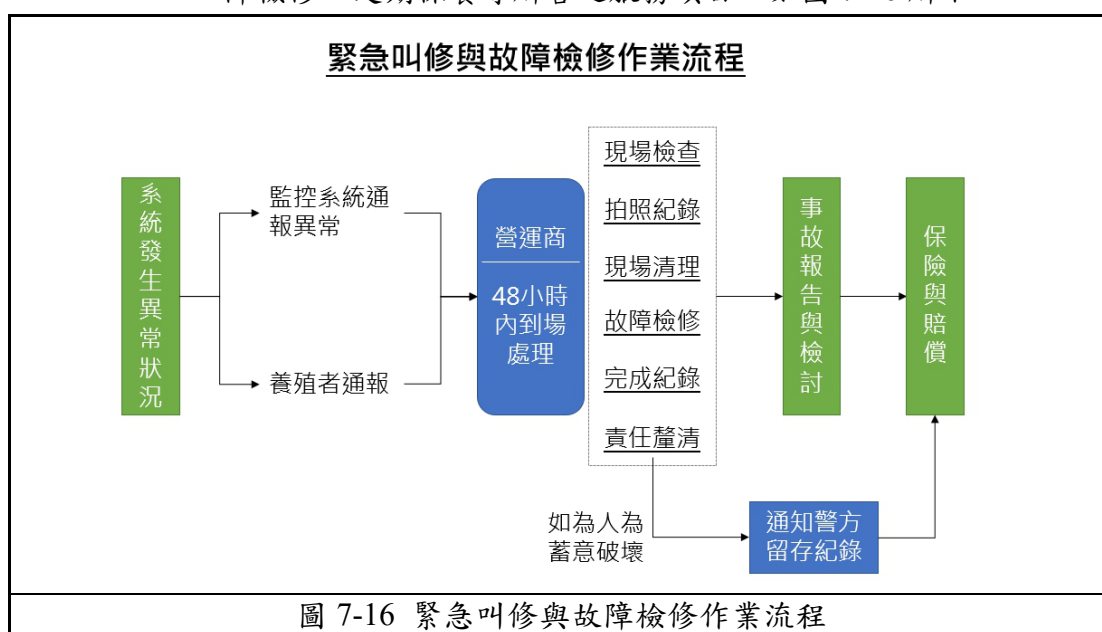 緊急叫修與故障檢修作業流程
系統發生異常狀況
監控系統通
報異常
養殖者通報
營運商
48小時
內到場
處理
現場檢查
拍照紀錄
現場清理
故障檢修
完成紀錄
責任釐清
事故報告與檢討
保險與賠償
如為人為
蓄意破壞
通知警方
留存紀錄
圖 7-16 緊急叫修與故障檢修作業流程